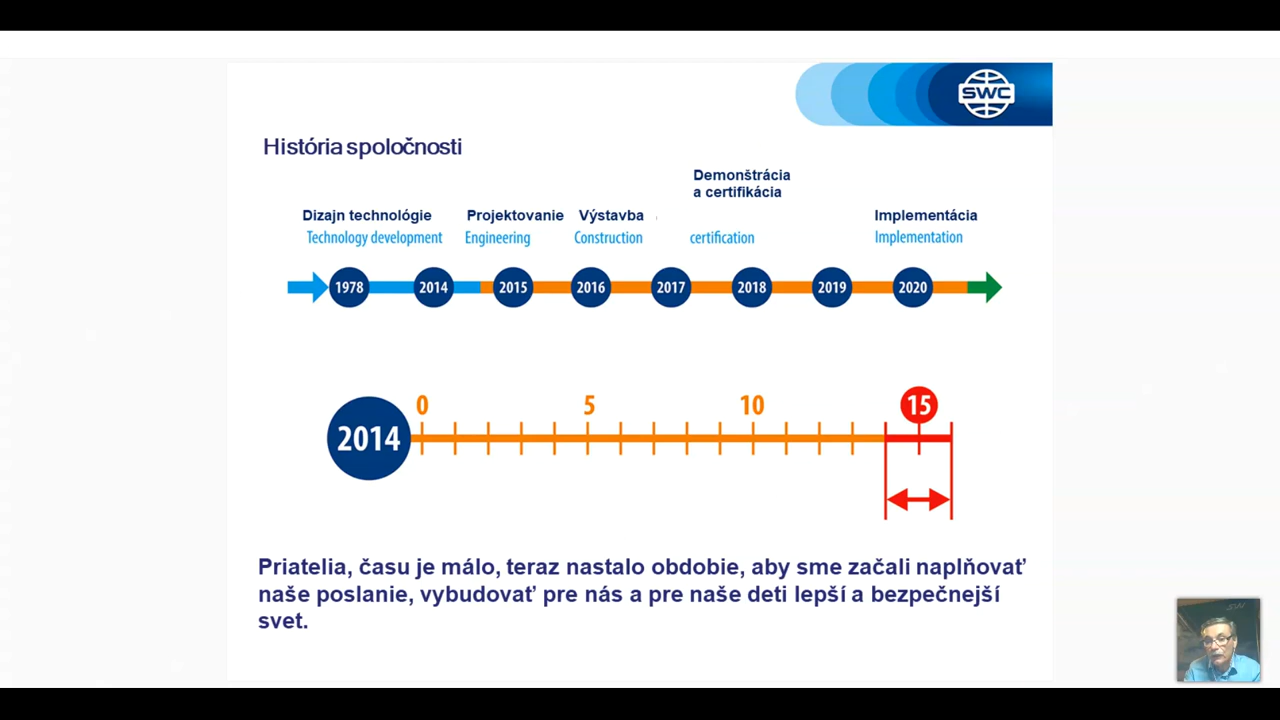 SWC
História spoločnosti
Demonštrácia
a certifikácia
Dizajn technológie Projektovanie Výstavba Implementácia
Technology development Engineering Construction certification Implementation
1978 2014 2015 2016 2017 2018 2019 2020
0 5 10 15
2014
Priatelia, času je málo, teraz nastalo obdobie, aby sme začali naplňovať
naše poslanie, vybudovať pre nás a pre naše deti lepší a bezpečnejší
svet.